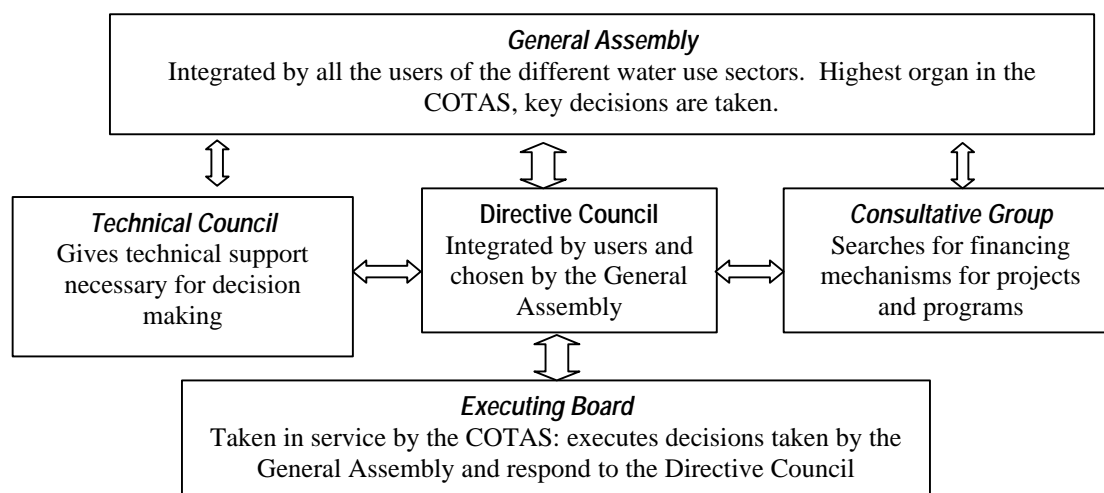 General Assembly
Integrated by all the users of the different water use sectors.  Highest organ in the
COTAS, key decisions are taken.
Technical Council
Gives technical support
necessary for decision
making
Directive Council
Integrated by users and
chosen by the General
Assembly
Consultative Group
Searches for financing
mechanisms for projects
and programs
Executing Board
Taken in service by the COTAS: executes decisions taken by the
General Assembly and respond to the Directive Council